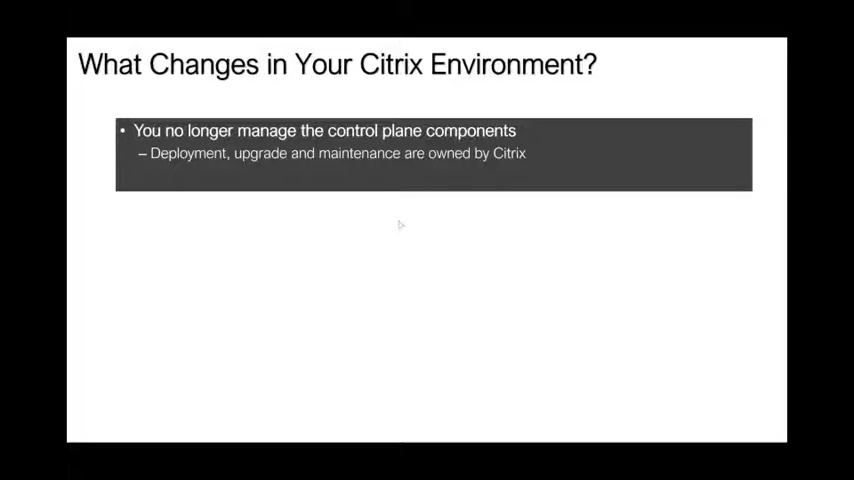 What Changes in Your Citrix Environment?
• You no longer manage the control plane components
– Deployment, upgrade and maintenance are owned by Citrix